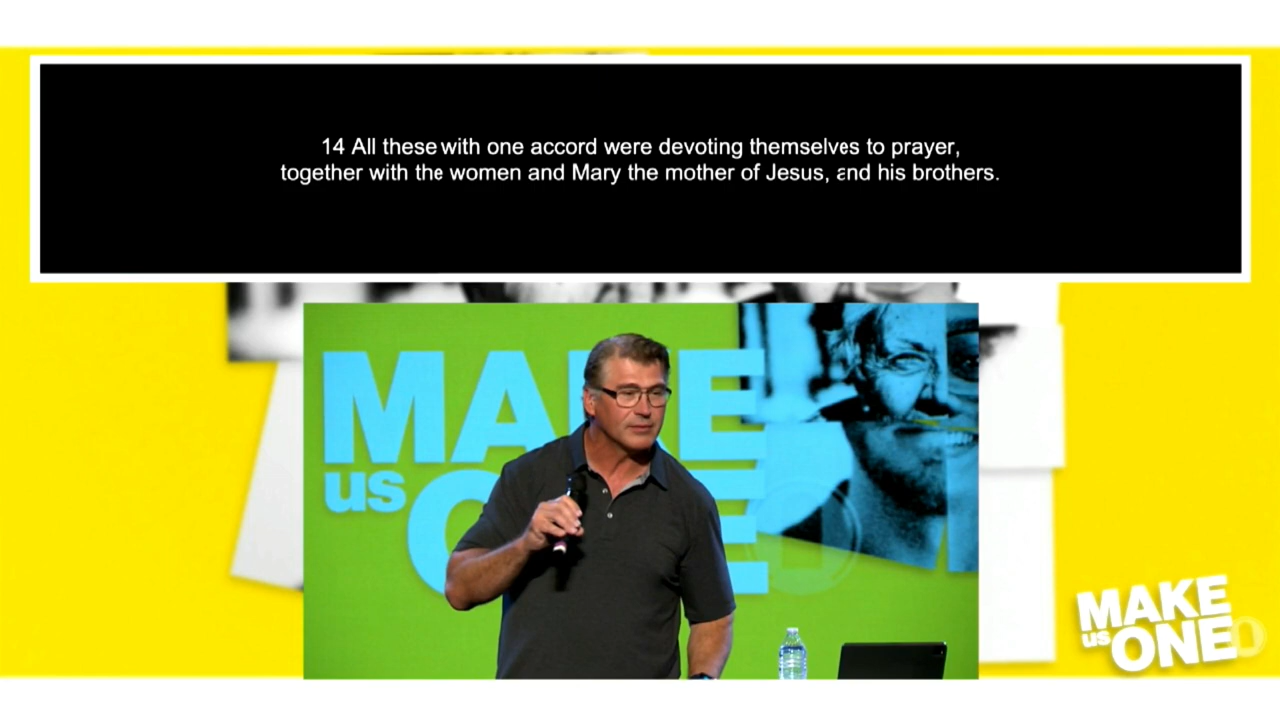 14 All these with one accord were devoting themselves to prayer,
together with the women and Mary the mother of Jesus, and his brothers.
MAKE
us
ONE
MAKE
us
ONE